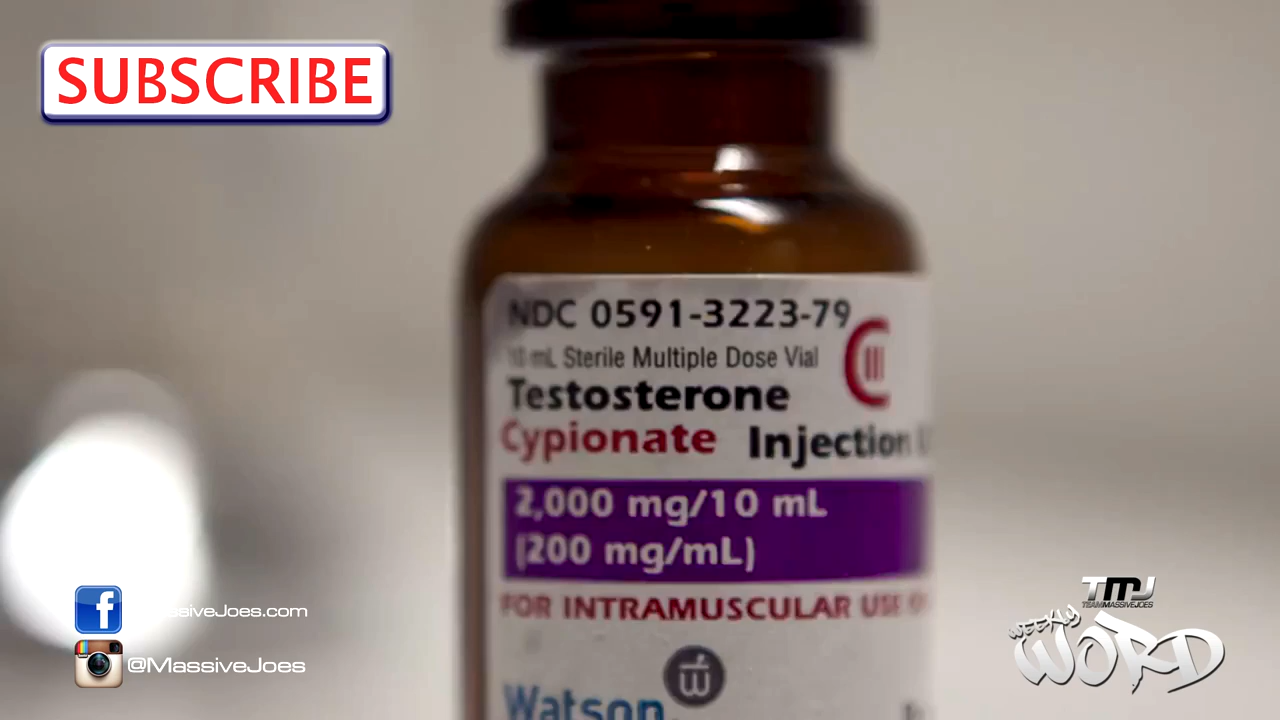 SUBSCRIBE
NDC 0591-3223-79
CIII
10 mL Sterile Multiple Dose Vial
Testosterone
Cypionate Injection
2,000 mg/10 mL
(200 mg/mL)
FOR INTRAMUSCULAR USE
Watson
ssiveJoes.com
@MassiveJoes
TMJ
TEAMMASSIVEJOES
WEEKLY
WORD